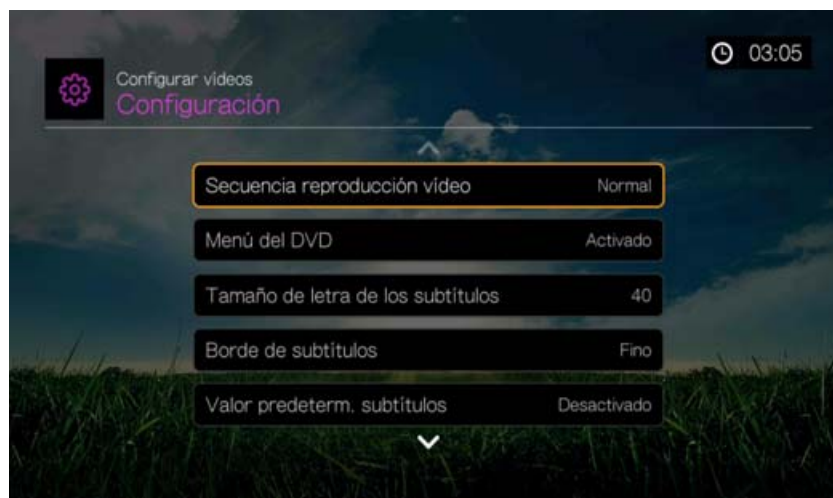 03:05
Configurar vídeos
Configuración
Secuencia reproducción vídeo Normal
Menú del DVD Activado
Tamaño de letra de los subtítulos 40
Borde de subtítulos Fino
Valor predeterm. subtítulos Desactivado